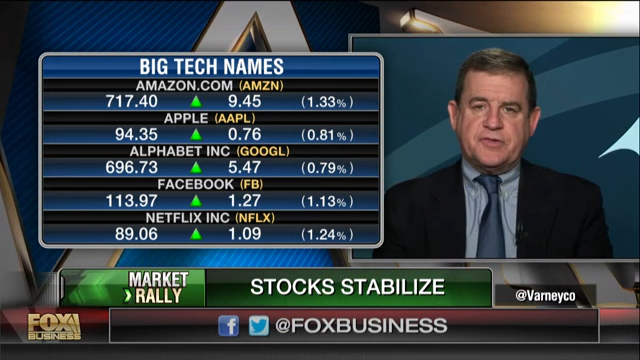 BIG TECH NAMES
AMAZON.COM (AMZN)
717.40 9.45 (1.33%)
APPLE (AAPL)
94.35 0.76 (0.81%)
ALPHABET INC (GOOGL)
696.73 5.47 (0.79%)
FACEBOOK (FB)
113.97 1.27 (1.13%)
NETFLIX INC (NFLX)
89.06 1.09 (1.24%)
MARKET
RALLY
STOCKS STABILIZE
@Varneyco
FOX
BUSINESS
@FOXBUSINESS